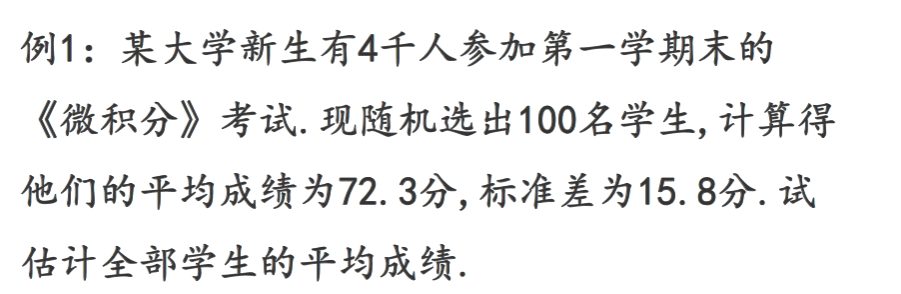 例1：某大学新生有4千人参加第一学期末的
《微积分》考试.现随机选出100名学生,计算得
他们的平均成绩为72.3分,标准差为15.8分.试
估计全部学生的平均成绩.